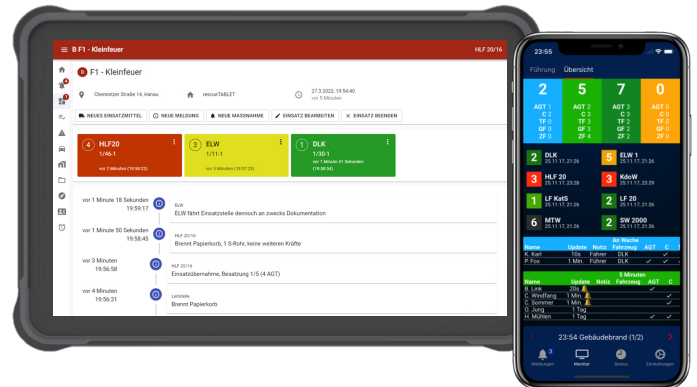 B F1 - Kleinfeuer
HLF 20/16
B F1 - Kleinfeuer
Chemnitzer Straße 14, Hanau
rescueTABLET
27.3.2022, 19:54:40
vor 5 Minuten
NEUES EINSATZMITTEL
NEUE MELDUNG
NEUE MASSNAHME
EINSATZ BEARBEITEN
EINSATZ BEENDEN
4 HLF20
1/46-1
vor 2 Minuten (19:58:22)
3 ELW
1/11-1
vor 3 Minuten (19:57:23)
1 DLK
1/30-1
vor 1 Minute 41 Sekunden
(19:58:54)
vor 1 Minute 18 Sekunden
19:59:17
ELW
ELW fährt Einsatzstelle dennoch an zwecks Dokumentation
vor 1 Minute 50 Sekunden
19:58:45
HLF 20/16
Brennt Papierkorb, 1 S-Rohr, keine weiteren Kräfte
vor 3 Minuten
19:56:58
HLF 20/16
Einsatzübernahme, Besatzung 1/5 (4 AGT)
vor 4 Minuten
19:56:31
Leitstelle
Brennt Papierkorb
23:55
Führung Übersicht
2 5 7 0
AGT 1 AGT 2 AGT 3 AGT 0
C 2 C 3 C 3 C 0
TF 0 TF 3 TF 2 TF 0
GF 0 GF 2 GF 2 GF 0
ZF 0 ZF 4 ZF 2 ZF 0
2 DLK 25.11.17, 21:26
5 ELW 1 25.11.17, 21:26
3 HLF 20 25.11.17, 23:28
3 KdoW 25.11.17, 23:29
1 LF KatS 25.11.17, 21:26
2 LF 20 25.11.17, 21:26
6 MTW 25.11.17, 21:26
2 SW 2000 25.11.17, 21:26
An Wache
Name Update Notiz Fahrzeug AGT C T
K. Karl 10s Fahrer DLK
P. Fox 1 Min. Führer DLK
5 Minuten
Name Update Notiz Fahrzeug AGT C
B. Link 20s
C. Windfang 1 Min.
C. Sommer 1 Min.
O. Jung 1 Tag
H. Mühlen 1 Tag
23:54 Gebäudebrand (1/2)
3
Meldungen Monitor Status Einstellungen